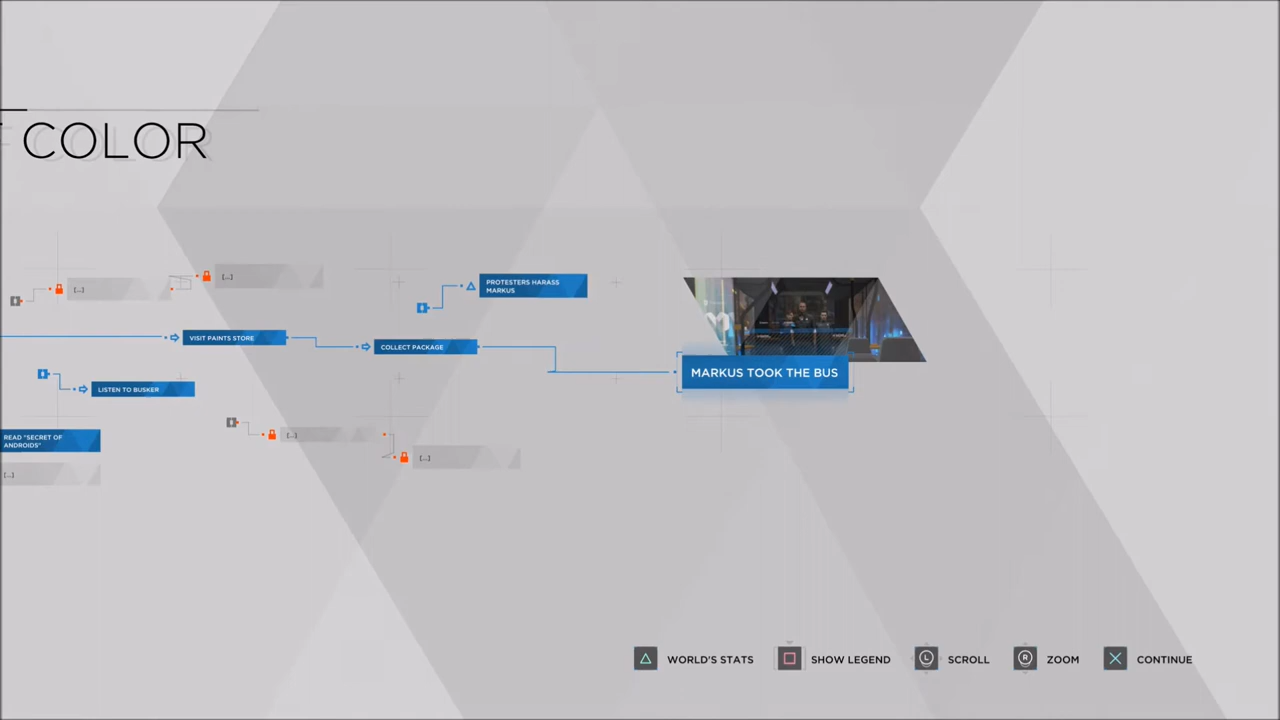 COLOR
[...]
[...]
PROTESTERS HARASS
MARKUS
VISIT PAINTS STORE
COLLECT PACKAGE
MARKUS TOOK THE BUS
LISTEN TO BUSKER
READ "SECRET OF
ANDROIDS"
[...]
[...]
[...]
WORLD'S STATS
SHOW LEGEND
L
SCROLL
R
ZOOM
CONTINUE